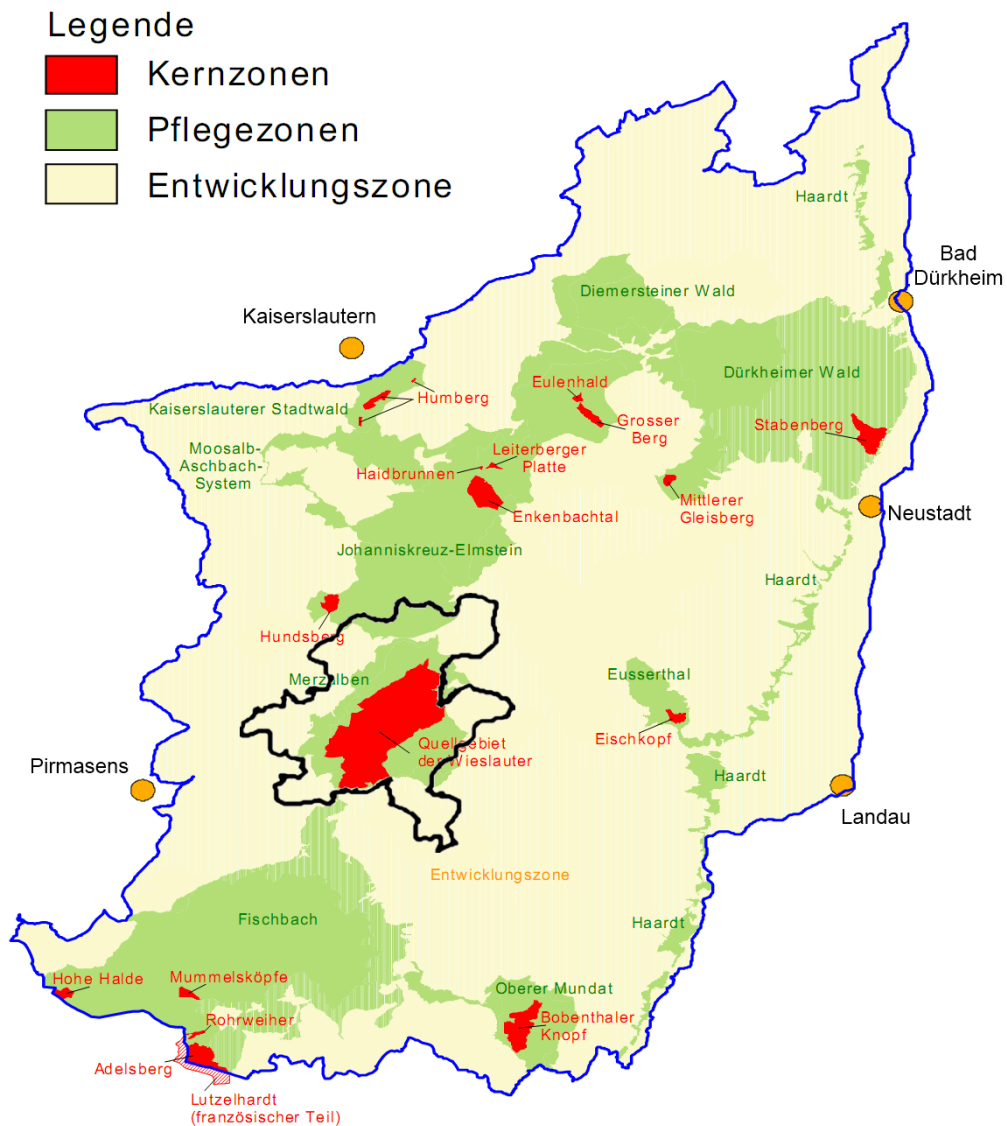 Legende
Kernzonen
Pflegezonen
Entwicklungszone
Haardt
Bad
Dürkheim
Diemersteiner Wald
Kaiserslautern
Dürkheimer Wald
Eulenhald
Humberg
Kaiserslauterer Stadtwald
Grosser
Berg
Stabenberg
Moosalb-
Aschbach-
System
Leiterberger
Platte
Haidbrunnen
Mittlerer
Gleisberg
Enkenbachtal
Neustadt
Johanniskreuz-Elmstein
Haardt
Hundsberg
Merzalben
Eusserthal
Quellgebiet
der Wieslauter
Eischkopf
Pirmasens
Haardt
Landau
Entwicklungszone
Fischbach
Haardt
Hohe Halde
Mummelsköpfe
Oberer Mundat
Rohrweiher
Bobenthaler
Knopf
Adelsberg
Lutzelhardt
(französischer Teil)